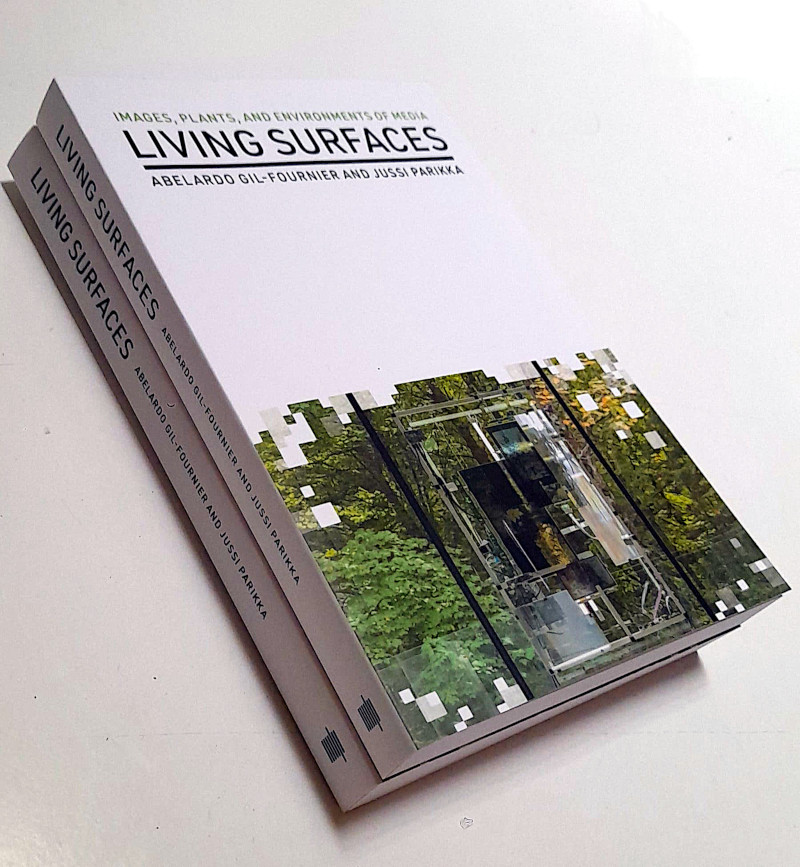 IMAGES, PLANTS, AND ENVIRONMENTS OF MEDIA
LIVING SURFACES
ABELARDO GIL-FOURNIER AND JUSSI PARIKKA
LIVING SURFACES ABELARDO GIL-FOURNIER AND JUSSI PARIKKA
LIVING SURFACES ABELARDO GIL-FOURNIER AND JUSSI PARIKKA